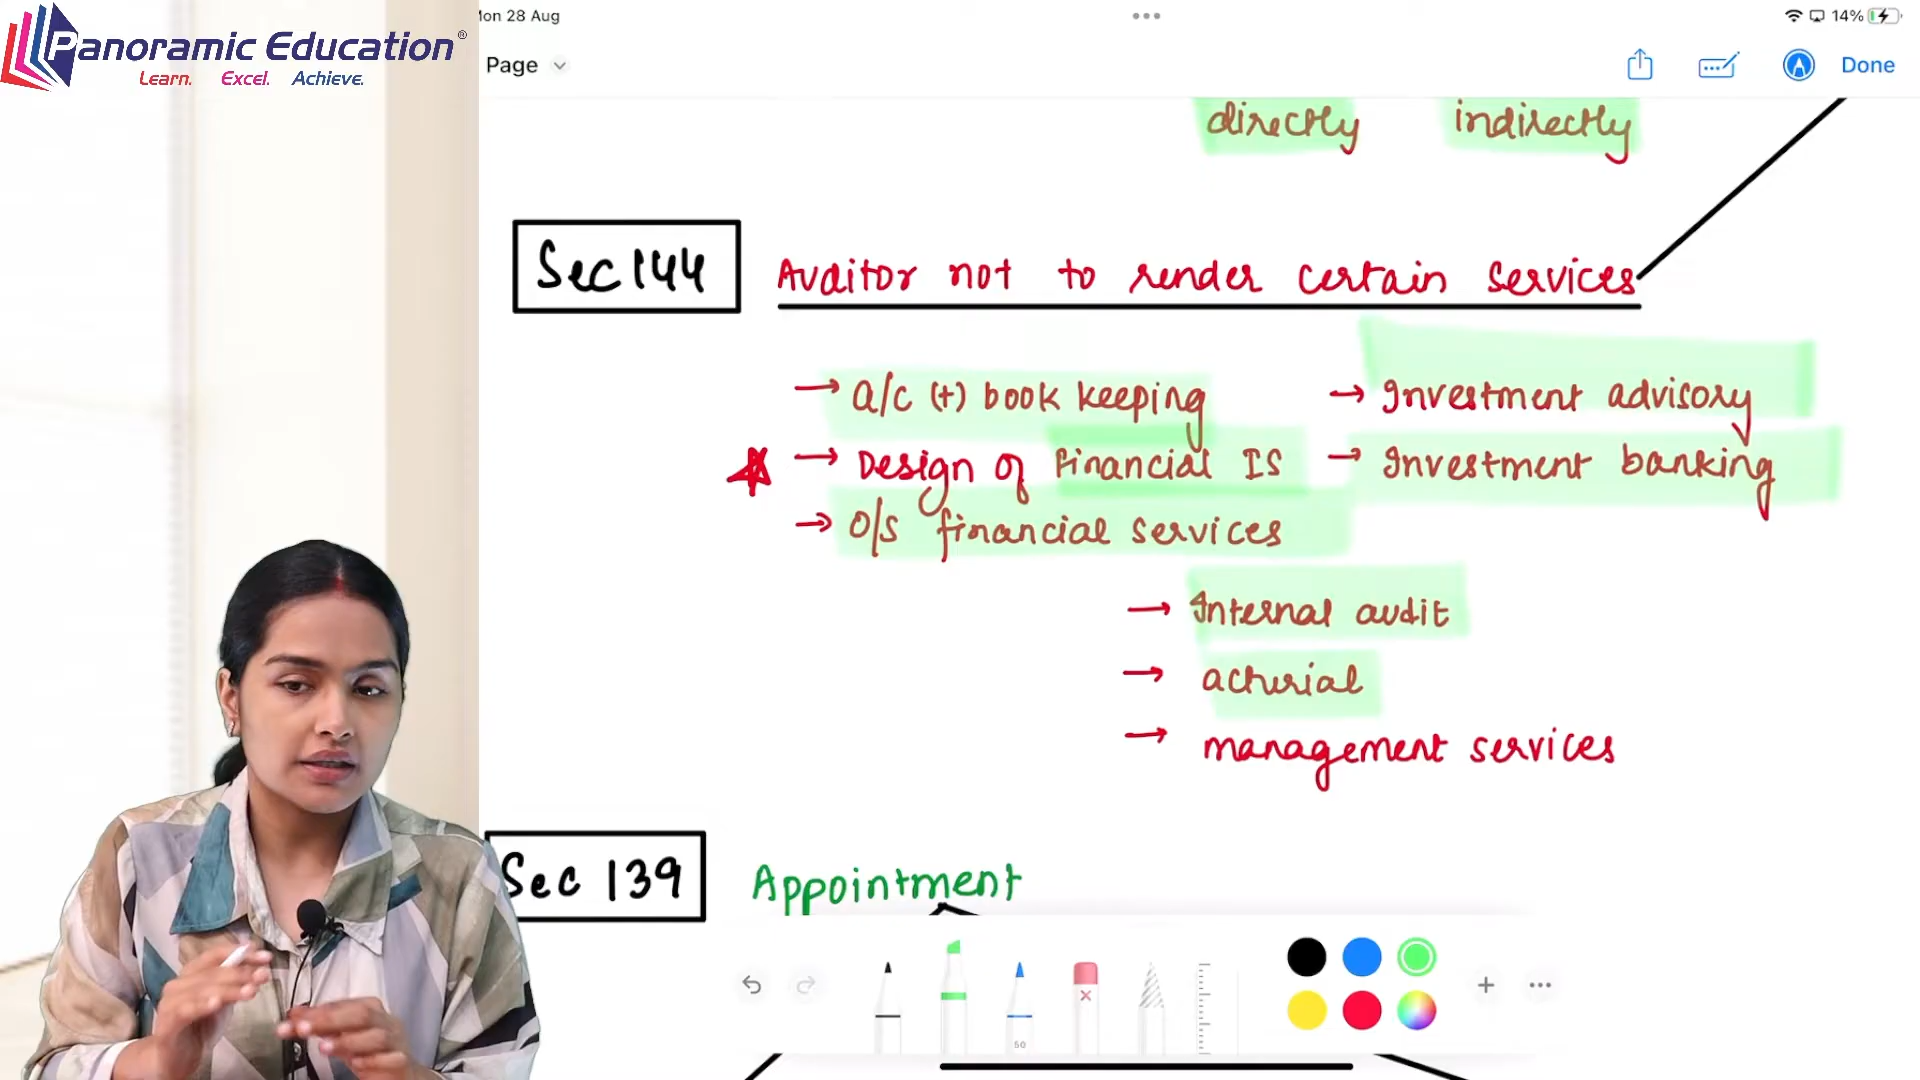 Panoramic Education®
Learn. Excel. Achieve.
Mon 28 Aug
14%
Page
Done
directly indirectly
Sec 144
Auditor not to render certain services
→ a/c (+) book keeping
→ Investment advisory
→ Design of Financial IS
→ Investment banking
→ O/S financial services
→ Internal audit
→ acturial
→ management services
Sec 139
Appointment
50